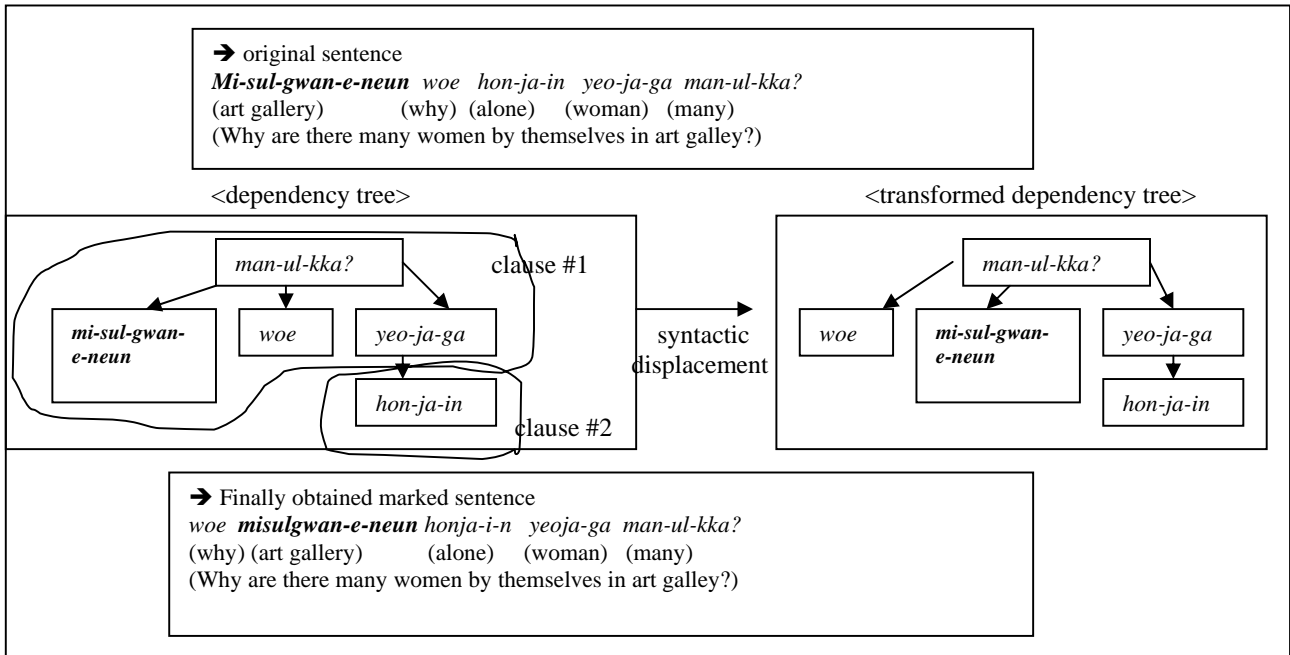 ➔ original sentence
Mi-sul-gwan-e-neun woe hon-ja-in yeo-ja-ga man-ul-kka?
(art gallery) (why) (alone) (woman) (many)
(Why are there many women by themselves in art galley?)
<dependency tree>
man-ul-kka?
clause #1
mi-sul-gwan-
e-neun
woe
yeo-ja-ga
hon-ja-in
clause #2
syntactic
displacement
<transformed dependency tree>
man-ul-kka?
woe
mi-sul-gwan-
e-neun
yeo-ja-ga
hon-ja-in
➔ Finally obtained marked sentence
woe misulgwan-e-neun honja-i-n yeoja-ga man-ul-kka?
(why) (art gallery) (alone) (woman) (many)
(Why are there many women by themselves in art galley?)